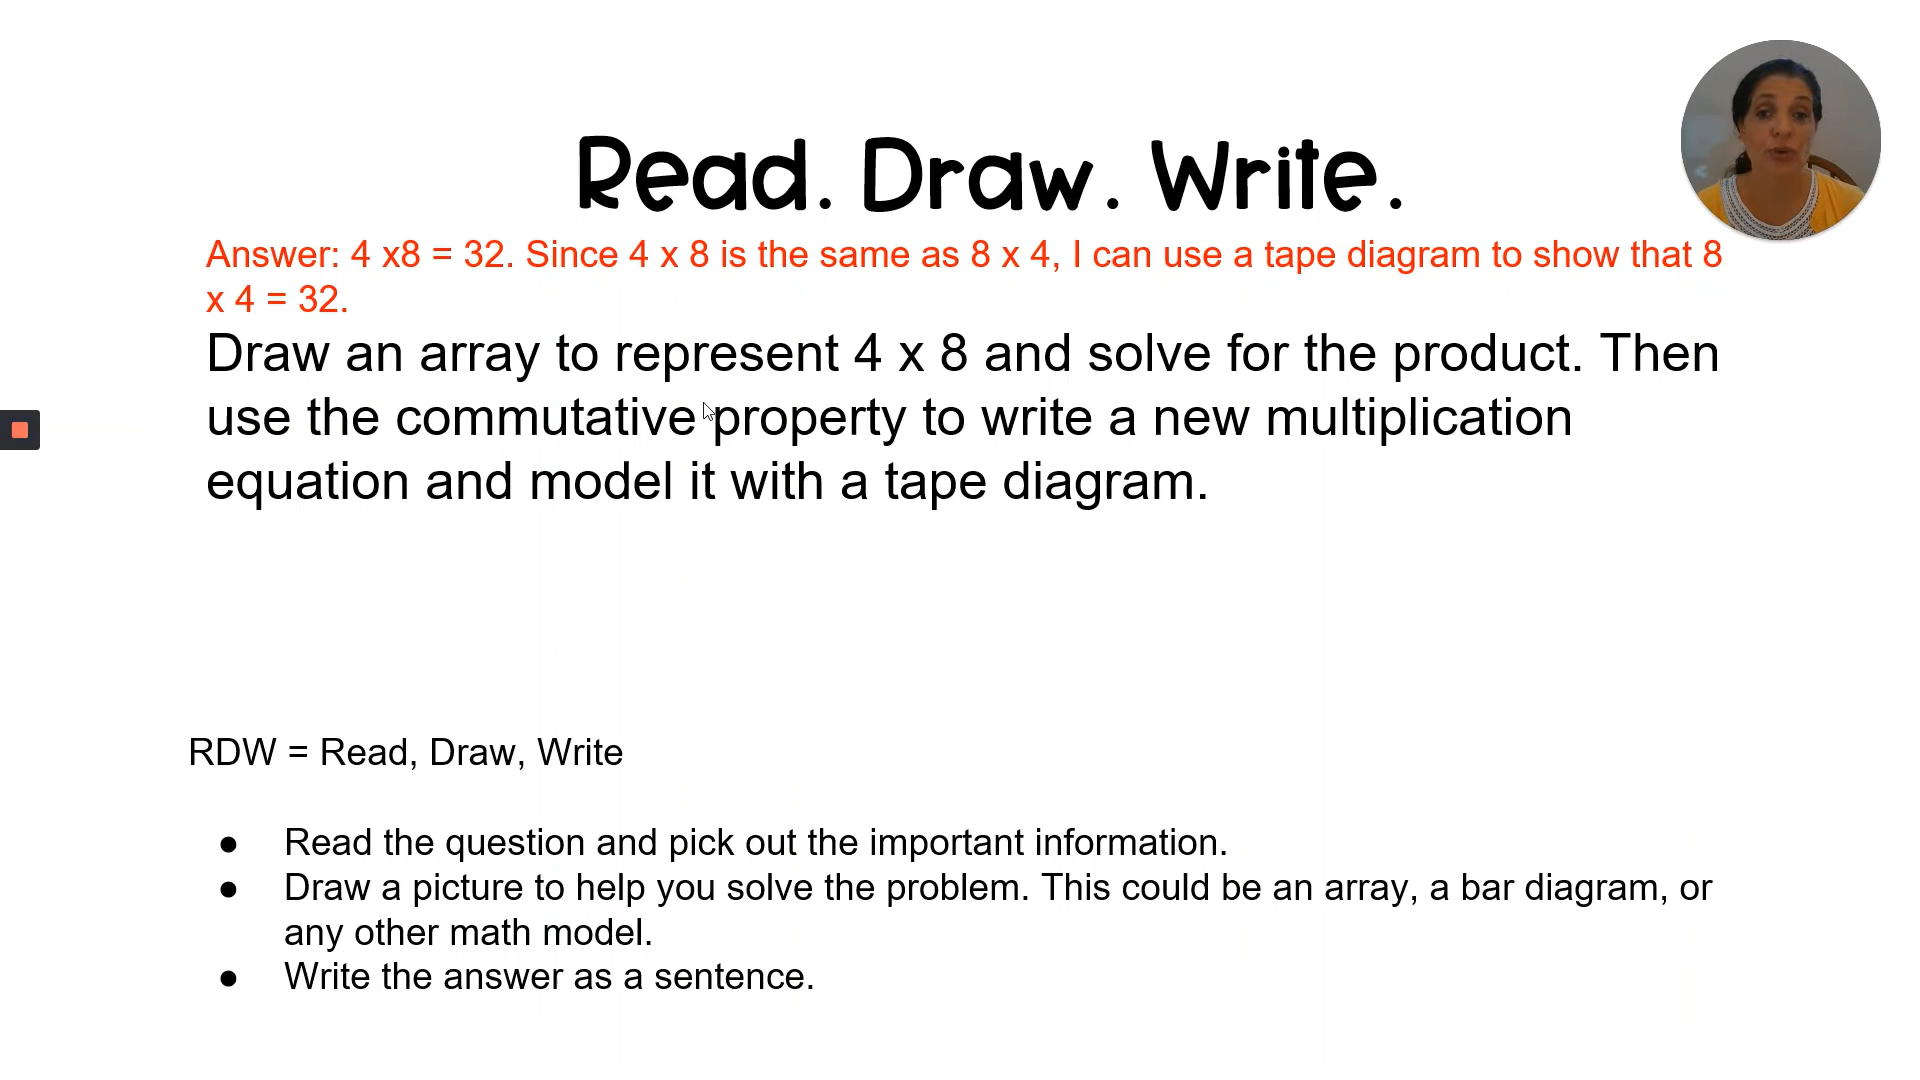 Read. Draw. Write.
Answer: 4 x8 = 32. Since 4 x 8 is the same as 8 x 4, I can use a tape diagram to show that 8
x 4 = 32.
Draw an array to represent 4 x 8 and solve for the product. Then
use the commutative property to write a new multiplication
equation and model it with a tape diagram.
RDW = Read, Draw, Write
● Read the question and pick out the important information.
● Draw a picture to help you solve the problem. This could be an array, a bar diagram, or
any other math model.
● Write the answer as a sentence.